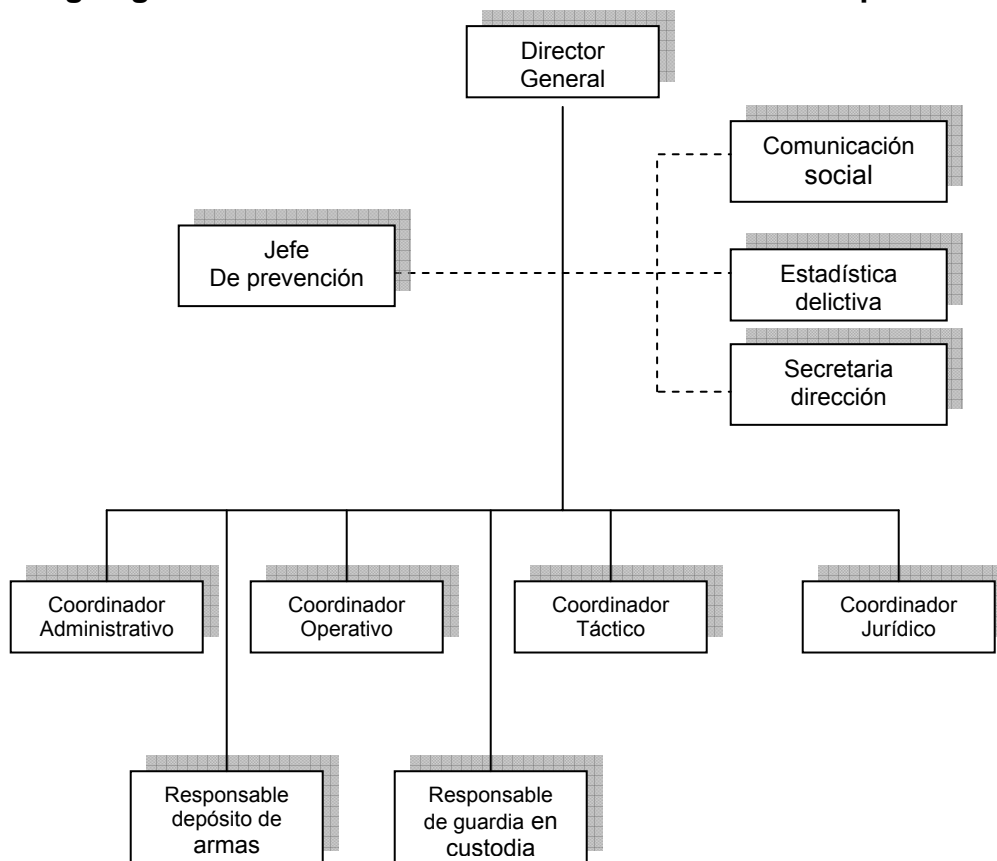 Director
General
Comunicación
social
Jefe
De prevención
Estadística
delictiva
Secretaria
dirección
Coordinador
Administrativo
Coordinador
Operativo
Coordinador
Táctico
Coordinador
Jurídico
Responsable
depósito de
armas
Responsable
de guardia en
custodia